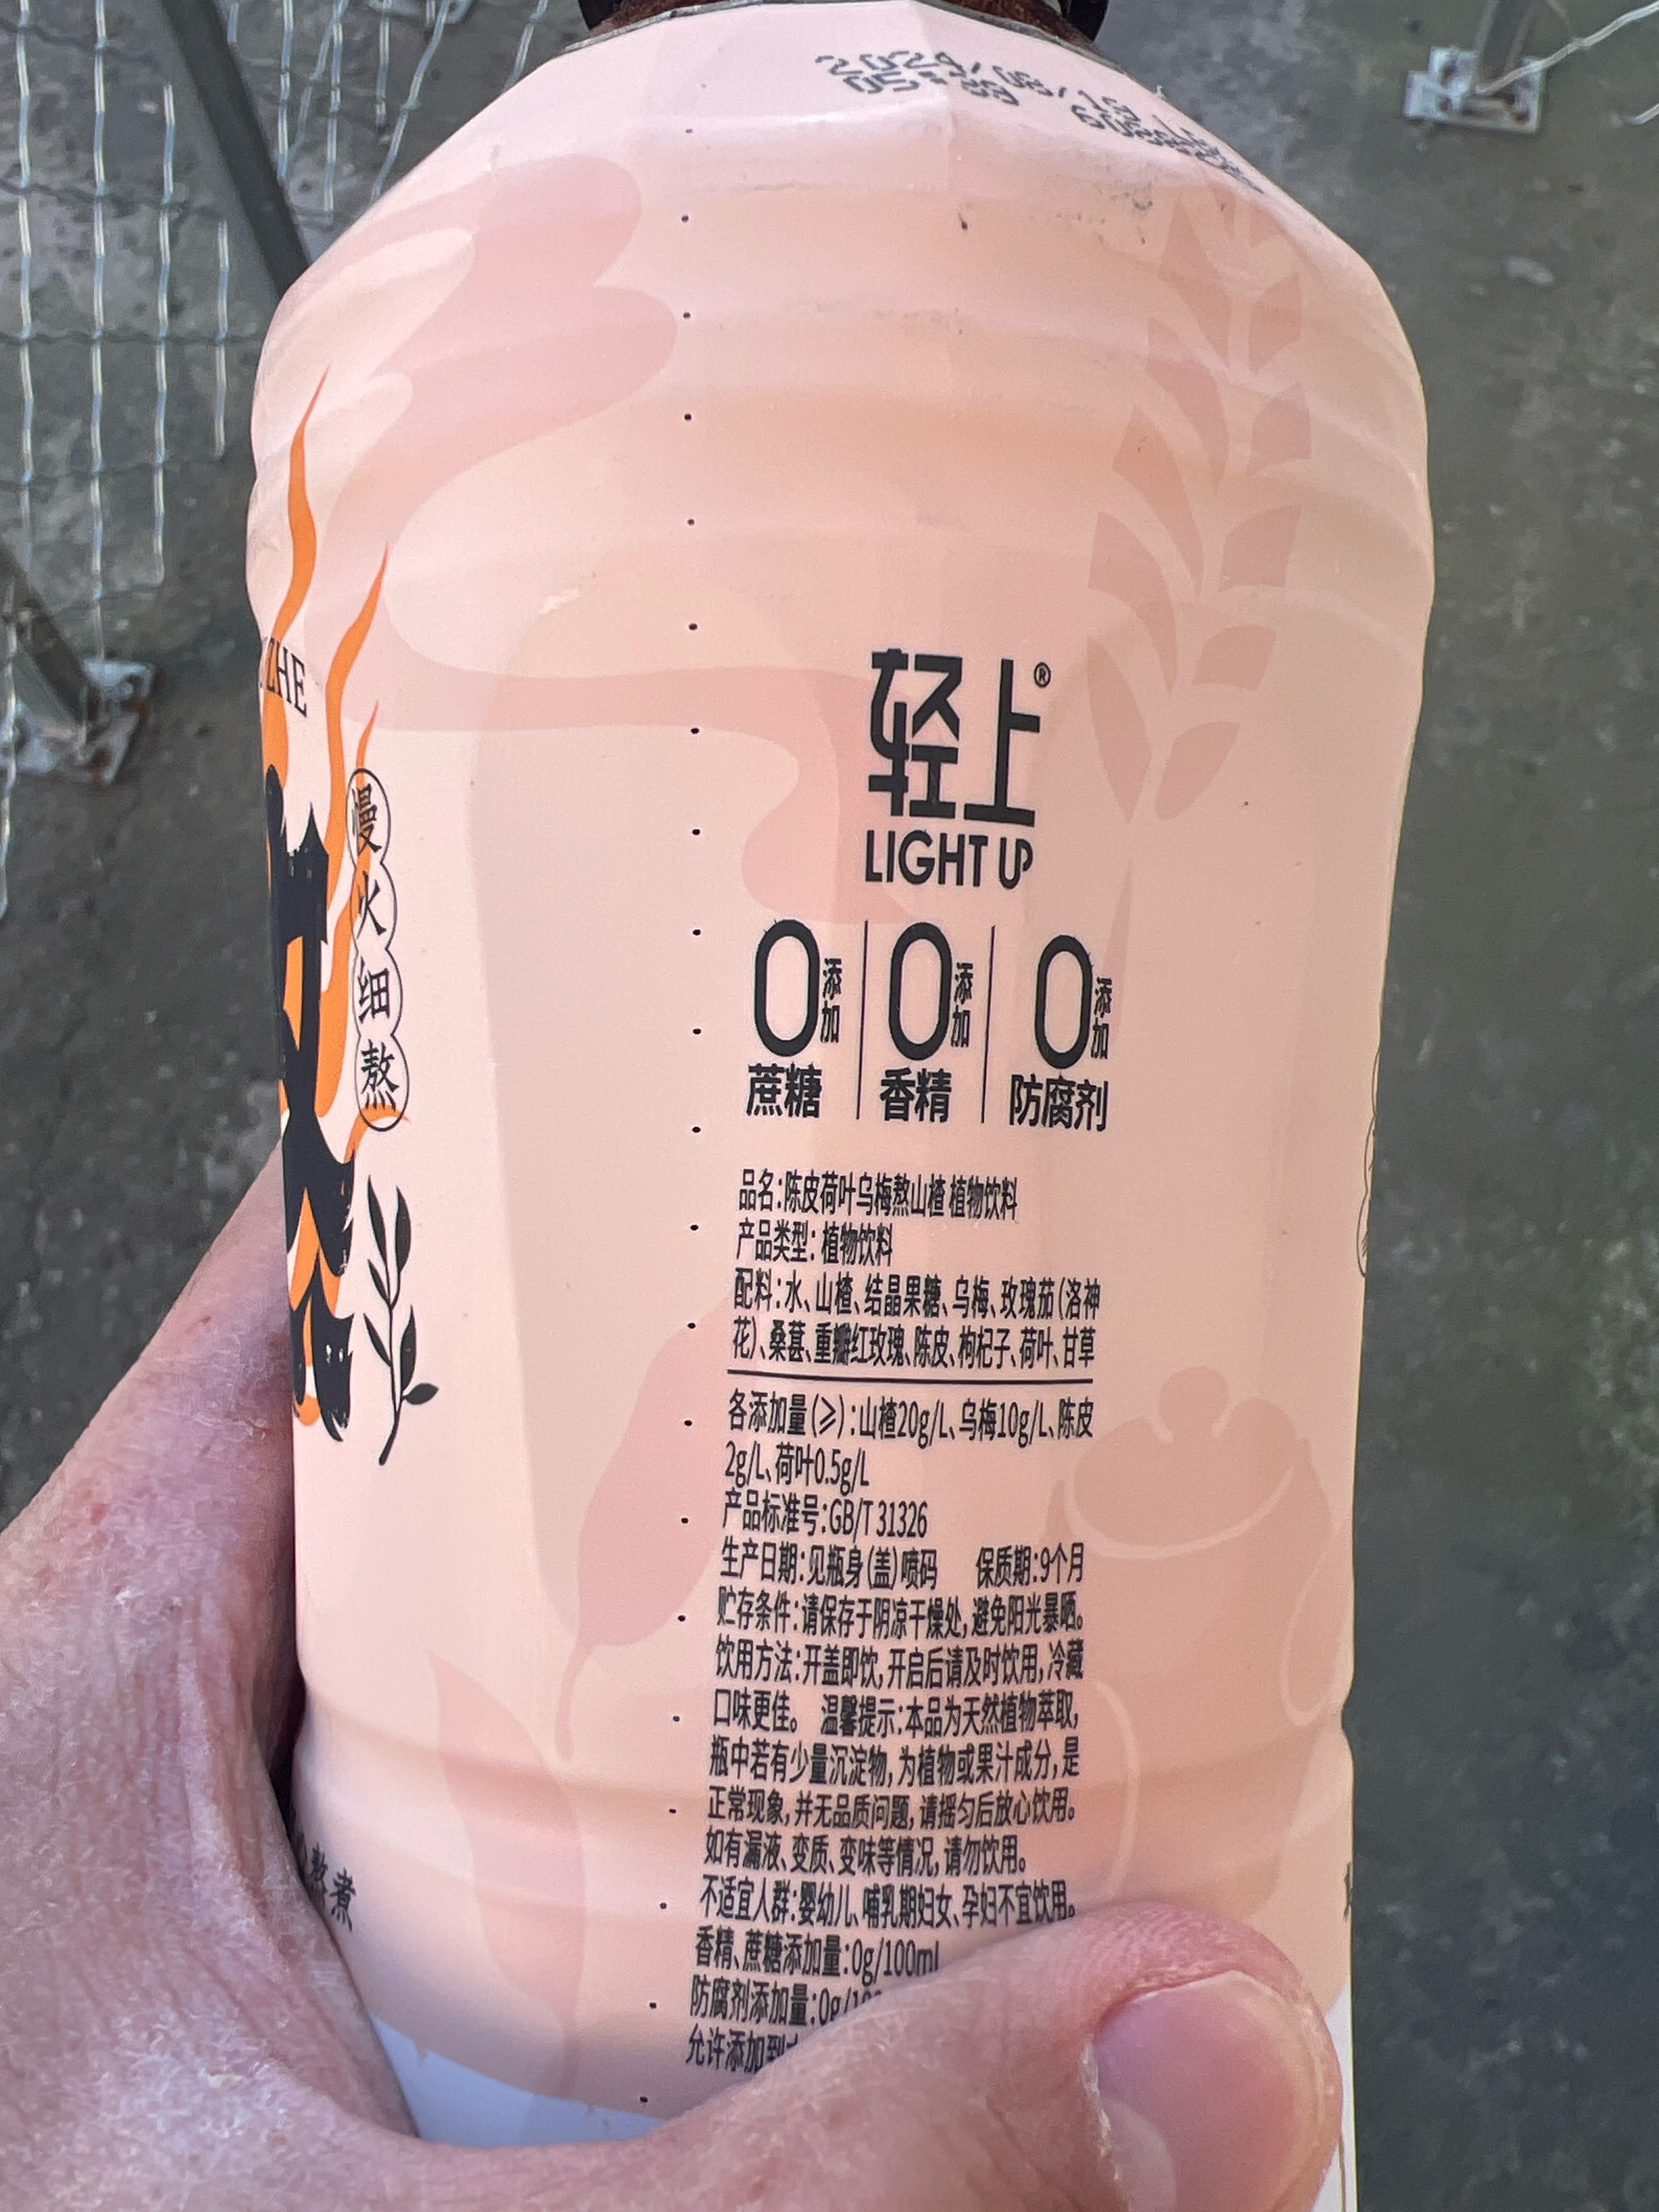 2024/08/19
ZHE
慢火细熬
轻上®
LIGHT UP
0添加 0添加 0添加
蔗糖 香精 防腐剂
品名:陈皮荷叶乌梅熬山楂 植物饮料
产品类型: 植物饮料
配料:水、山楂、结晶果糖、乌梅、玫瑰茄(洛神
花)、桑葚、重瓣红玫瑰、陈皮、枸杞子、荷叶、甘草
各添加量(≥):山楂20g/L、乌梅10g/L、陈皮
2g/L、荷叶0.5g/L
产品标准号:GB/T 31326
生产日期:见瓶身(盖)喷码 保质期:9个月
贮存条件:请保存于阴凉干燥处,避免阳光暴晒。
饮用方法:开盖即饮,开启后请及时饮用,冷藏
口味更佳。 温馨提示:本品为天然植物萃取,
瓶中若有少量沉淀物,为植物或果汁成分,是
正常现象,并无品质问题,请摇匀后放心饮用。
如有漏液、变质、变味等情况,请勿饮用。
不适宜人群:婴幼儿、哺乳期妇女、孕妇不宜饮用。
香精、蔗糖添加量:0g/100ml
防腐剂添加量:0g/10
允许添加到
熬煮